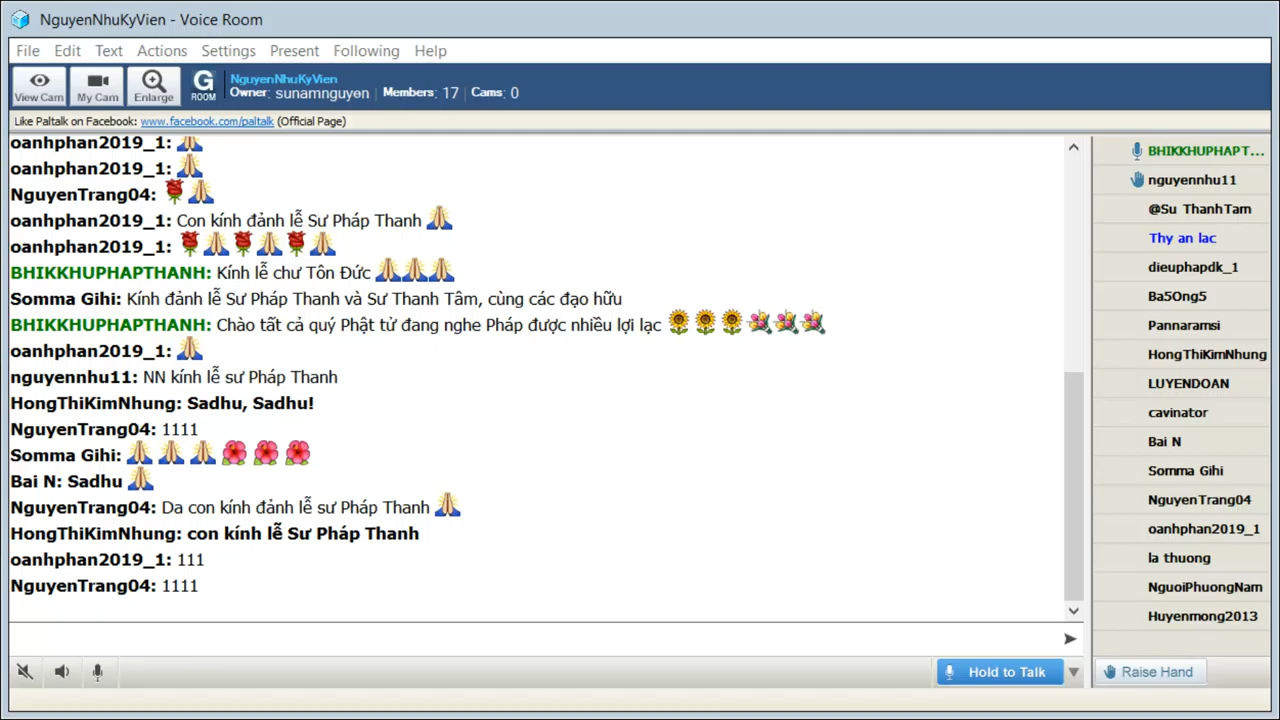 NguyenNhuKyVien - Voice Room
File Edit Text Actions Settings Present Following Help
View Cam My Cam Enlarge G ROOM
NguyenNhuKyVien
Owner: sunamnguyen | Members: 17 | Cams: 0
Like Paltalk on Facebook: www.facebook.com/paltalk (Official Page)
oanhphan2019_1:
oanhphan2019_1:
NguyenTrang04:
oanhphan2019_1: Con kính đảnh lễ Sư Pháp Thanh
oanhphan2019_1:
BHIKKHUPHAPTHANH: Kính lễ chư Tôn Đức
Somma Gihi: Kính đảnh lễ Sư Pháp Thanh và Sư Thanh Tâm, cùng các đạo hữu
BHIKKHUPHAPTHANH: Chào tất cả quý Phật tử đang nghe Pháp được nhiều lợi lạc
oanhphan2019_1:
nguyennhu11: NN kính lễ sư Pháp Thanh
HongThiKimNhung: Sadhu, Sadhu!
NguyenTrang04: 1111
Somma Gihi:
Bai N: Sadhu
NguyenTrang04: Da con kính đảnh lễ sư Pháp Thanh
HongThiKimNhung: con kính lễ Sư Pháp Thanh
oanhphan2019_1: 111
NguyenTrang04: 1111
BHIKKHUPHAPT...
nguyennhu11
@Su ThanhTam
Thy an lac
dieuphapdk_1
Ba5Ong5
Pannaramsi
HongThiKimNhung
LUYENDOAN
cavinator
Bai N
Somma Gihi
NguyenTrang04
oanhphan2019_1
la thuong
NguoiPhuongNam
Huyenmong2013
Hold to Talk
Raise Hand